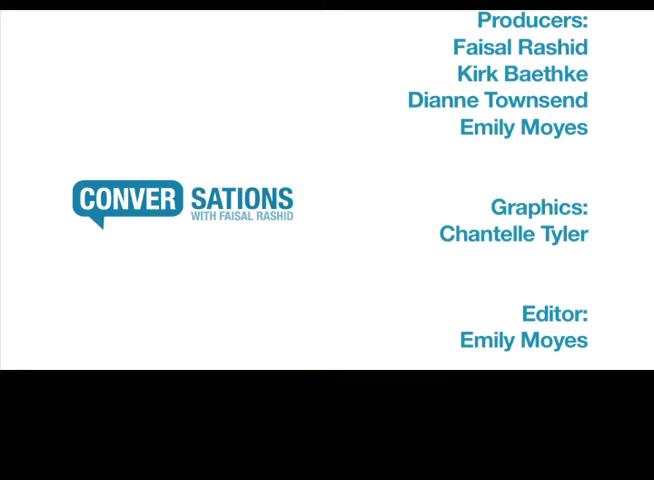 Producers:
Faisal Rashid
Kirk Baethke
Dianne Townsend
Emily Moyes
CONVERSATIONS
WITH FAISAL RASHID
Graphics:
Chantelle Tyler
Editor:
Emily Moyes